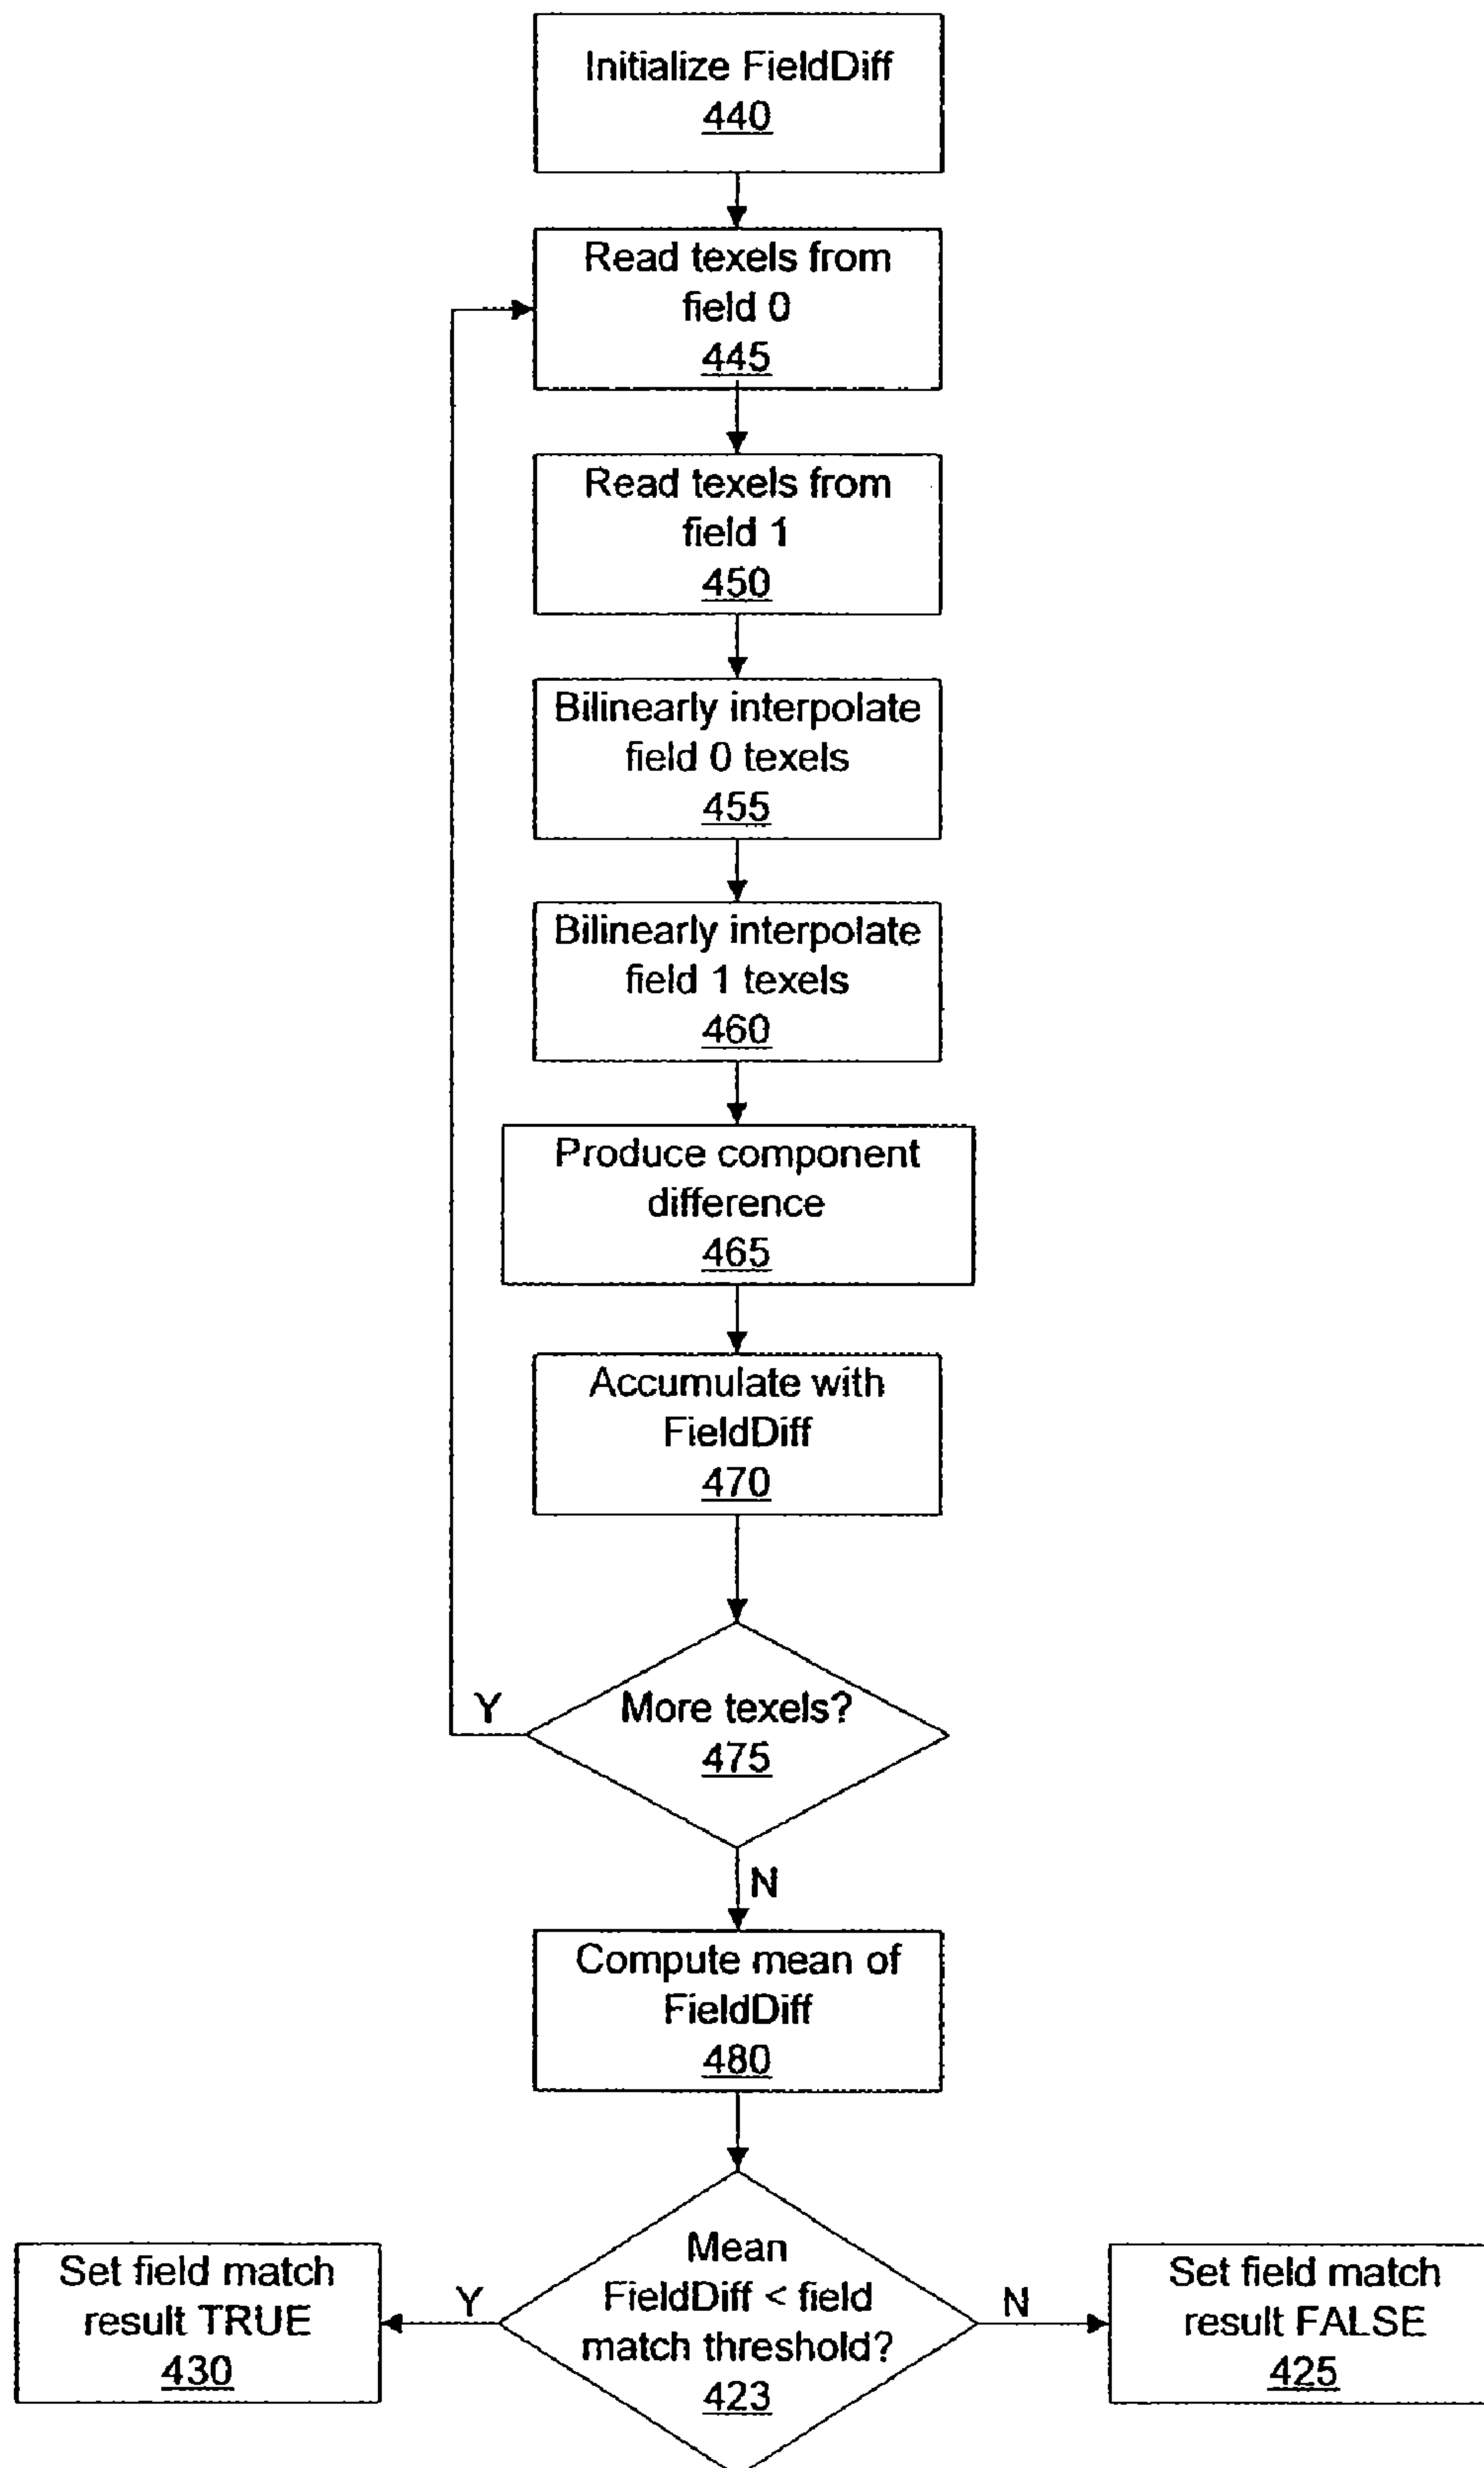 Initialize FieldDiff
440
Read texels from
field 0
445
Read texels from
field 1
450
Bilinearly interpolate
field 0 texels
455
Bilinearly interpolate
field 1 texels
460
Produce component
difference
465
Accumulate with
FieldDiff
470
More texels?
475
Y
N
Compute mean of
FieldDiff
480
Mean
FieldDiff < field
match threshold?
423
Y
N
Set field match
result TRUE
430
Set field match
result FALSE
425